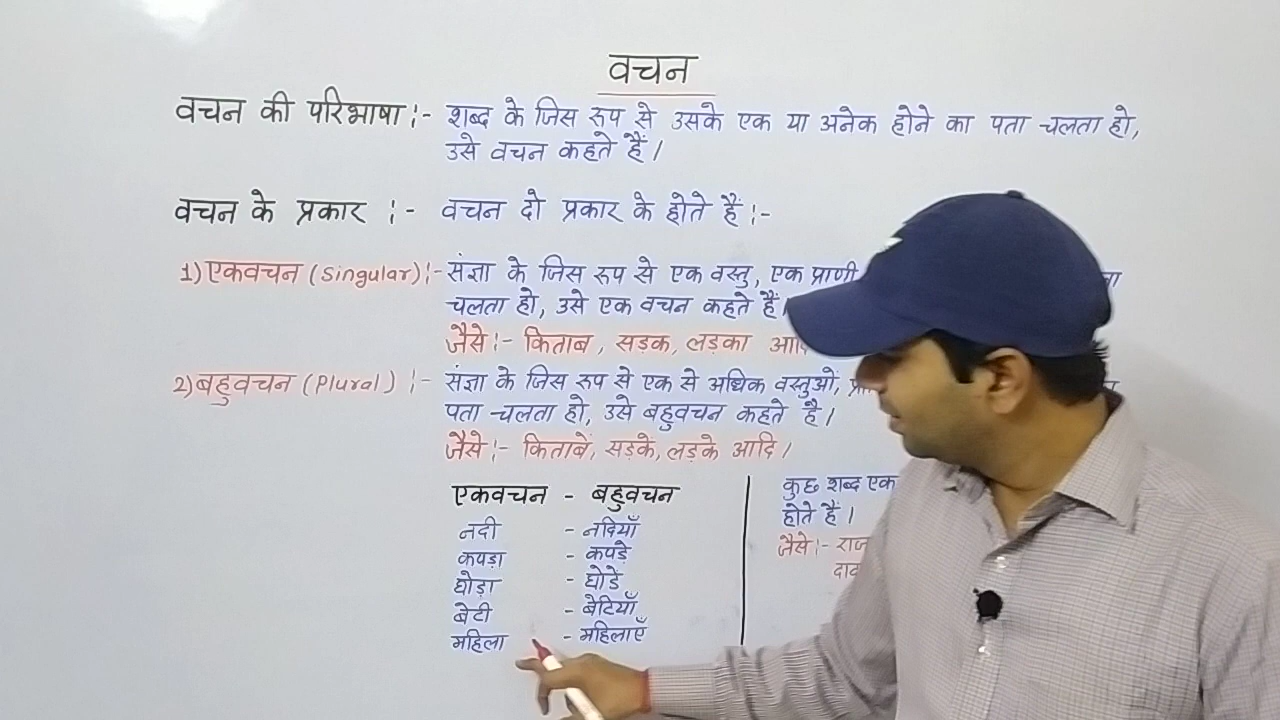 वचन
वचन की परिभाषा :- शब्द के जिस रूप से उसके एक या अनेक होने का पता चलता हो,
उसे वचन कहते हैं।
वचन के प्रकार :- वचन दो प्रकार के होते हैं :-
1) एकवचन (Singular) :- संज्ञा के जिस रूप से एक वस्तु, एक प्राणी
चलता हो, उसे एक वचन कहते हैं।
जैसे :- किताब, सड़क, लड़का आदि
2) बहुवचन (Plural) :- संज्ञा के जिस रूप से एक से अधिक वस्तुओं,
पता चलता हो, उसे बहुवचन कहते है।
जैसे :- किताबें, सड़कें, लड़के आदि।
एकवचन - बहुवचन
नदी - नदियाँ
कपड़ा - कपड़े
घोड़ा - घोड़े
बेटी - बेटियाँ
महिला - महिलाएँ
कुछ शब्द एक
होते हैं।
जैसे :-